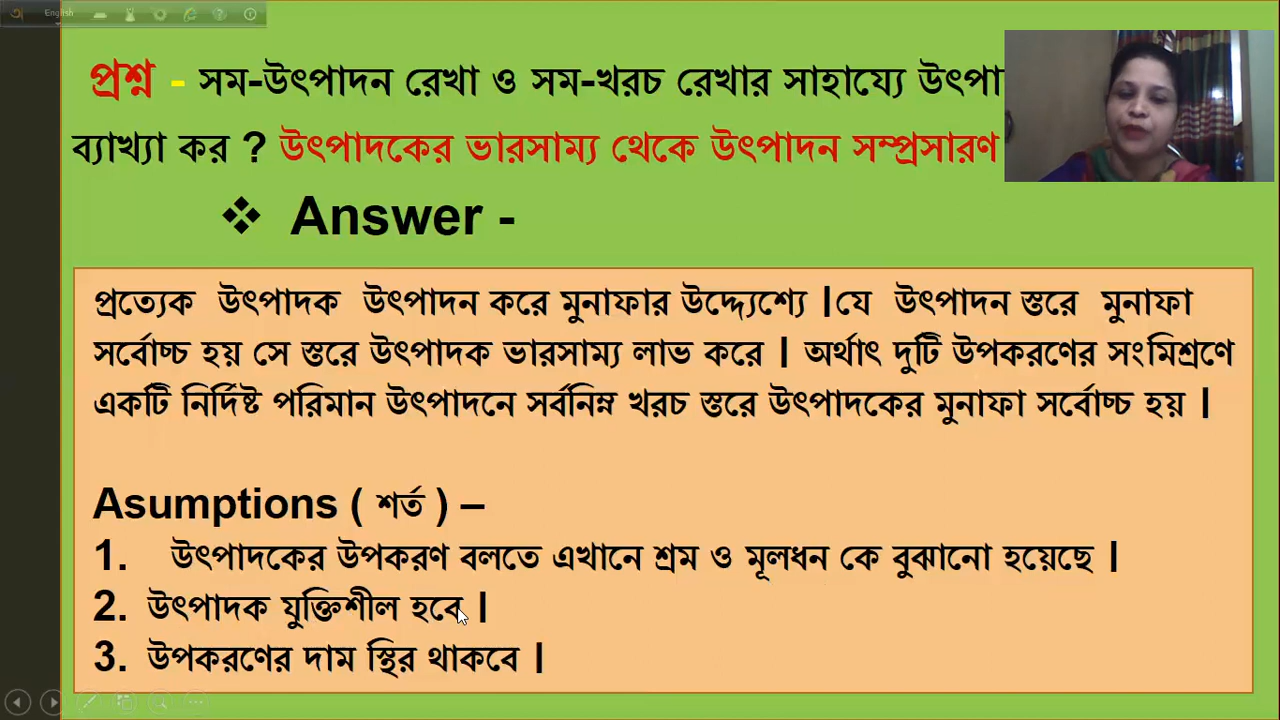 English
প্রশ্ন - সম-উৎপাদন রেখা ও সম-খরচ রেখার সাহায্যে উৎপা
ব্যাখ্যা কর ? উৎপাদকের ভারসাম্য থেকে উৎপাদন সম্প্রসারণ
❖ Answer -
প্রত্যেক উৎপাদক উৎপাদন করে মুনাফার উদ্দ্যেশ্যে |যে উৎপাদন স্তরে মুনাফা
সর্বোচ্চ হয় সে স্তরে উৎপাদক ভারসাম্য লাভ করে | অর্থাৎ দুটি উপকরণের সংমিশ্রণে
একটি নির্দিষ্ট পরিমান উৎপাদনে সর্বনিম্ন খরচ স্তরে উৎপাদকের মুনাফা সর্বোচ্চ হয় |
Asumptions ( শর্ত ) –
1. উৎপাদকের উপকরণ বলতে এখানে শ্রম ও মূলধন কে বুঝানো হয়েছে |
2. উৎপাদক যুক্তিশীল হবে |
3. উপকরণের দাম স্থির থাকবে |